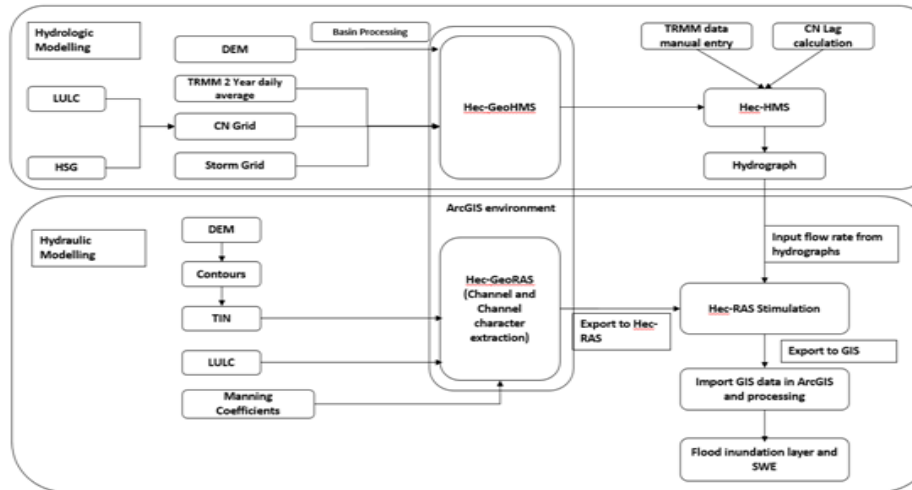 Hydrologic
Modelling
DEM
Basin Processing
TRMM 2 Year daily
average
LULC
CN Grid
HSG
Storm Grid
Hec-GeoHMS
TRMM data
manual entry
CN Lag
calculation
Hec-HMS
Hydrograph
ArcGIS environment
Hydraulic
Modelling
DEM
Contours
TIN
LULC
Manning
Coefficients
Hec-GeoRAS
(Channel and
Channel
character
extraction)
Export to Hec-
RAS
Input flow rate from
hydrographs
Hec-RAS Stimulation
Export to GIS
Import GIS data in ArcGIS
and processing
Flood inundation layer and
SWE